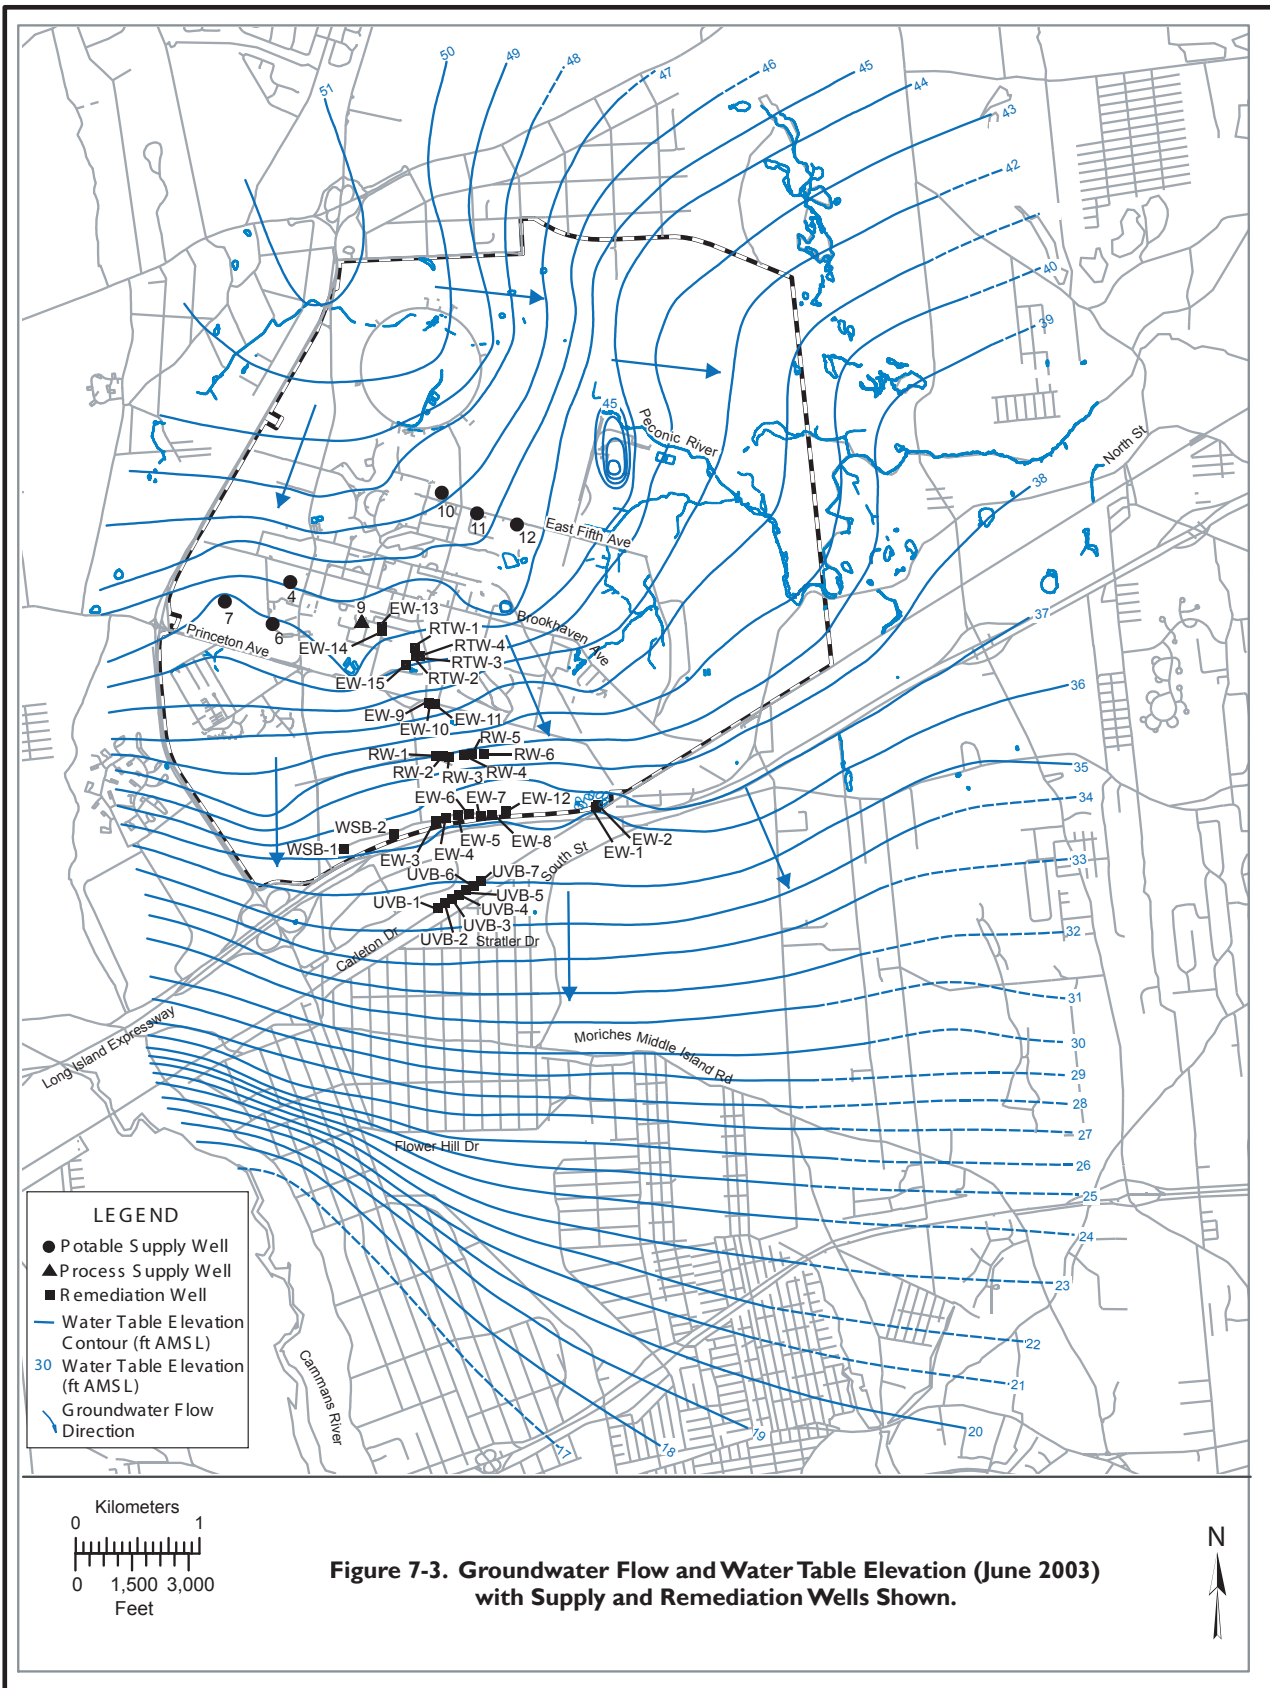 50
49
48
47
46
45
44
43
42
40
39
51
45
Peconic River
North St
38
10
11
12
East Fifth Ave
4
7
6
9
EW-13
Princeton Ave
EW-14
RTW-1
Brookhaven Ave
RTW-4
RTW-3
EW-15
RTW-2
37
36
EW-9
EW-11
EW-10
RW-5
RW-1
RW-6
RW-2
RW-4
RW-3
35
34
EW-6
EW-7
EW-12
WSB-2
WSB-1
EW-5
EW-8
EW-2
EW-3
EW-4
EW-1
South St
33
UVB-6
UVB-7
UVB-1
UVB-5
UVB-4
UVB-3
UVB-2
Stratler Dr
Carleton Dr
32
31
Long Island Expressway
Moriches Middle Island Rd
30
29
28
27
Flower Hill Dr
26
25
24
23
22
21
20
19
18
17
Carmans River
LEGEND
Potable Supply Well
Process Supply Well
Remediation Well
Water Table Elevation
Contour (ft AMSL)
30 Water Table Elevation
(ft AMSL)
Groundwater Flow
Direction
Kilometers
0 1
0 1,500 3,000
Feet
N
Figure 7-3. Groundwater Flow and Water Table Elevation (June 2003)
with Supply and Remediation Wells Shown.